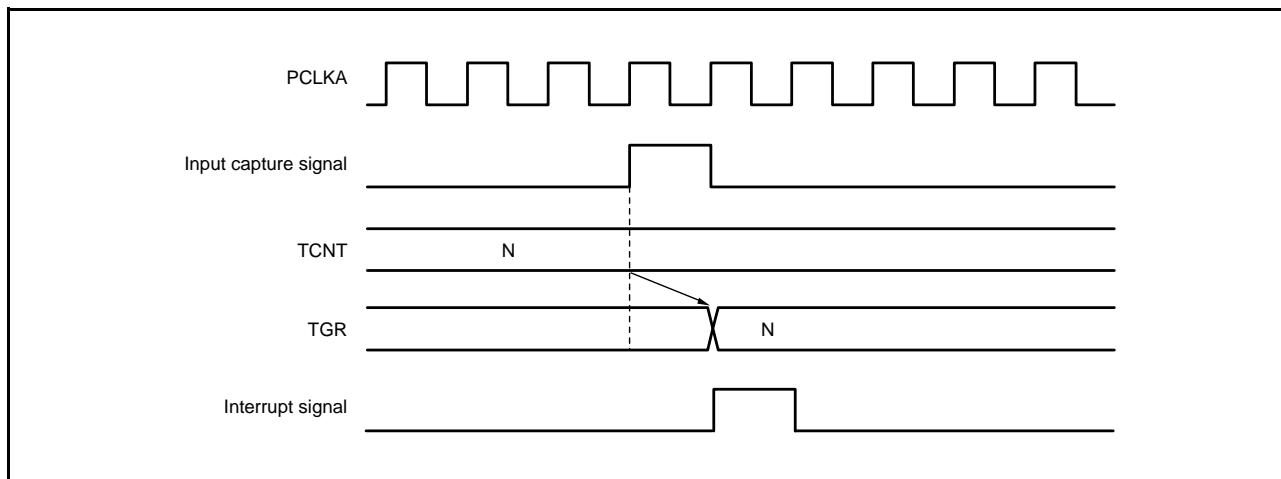 PCLKA
Input capture signal
TCNT
N
TGR
N
Interrupt signal